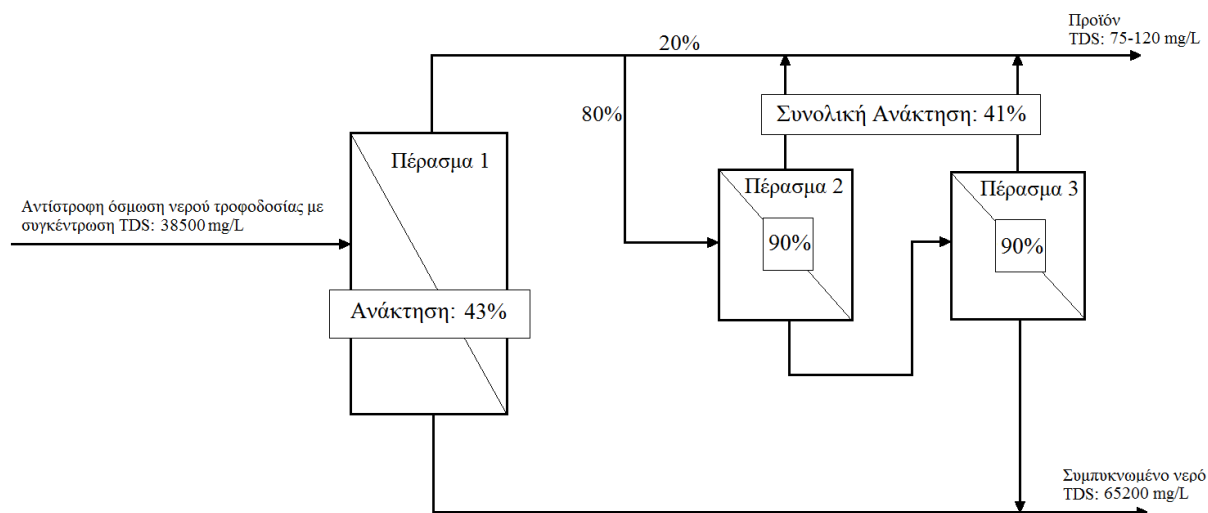 Προϊόν
TDS: 75-120 mg/L
20%
80%
Συνολική Ανάκτηση: 41%
Πέρασμα 1
Πέρασμα 2
Πέρασμα 3
Αντίστροφη όσμωση νερού τροφοδοσίας με
συγκέντρωση TDS: 38500 mg/L
90%
90%
Ανάκτηση: 43%
Συμπυκνωμένο νερό
TDS: 65200 mg/L